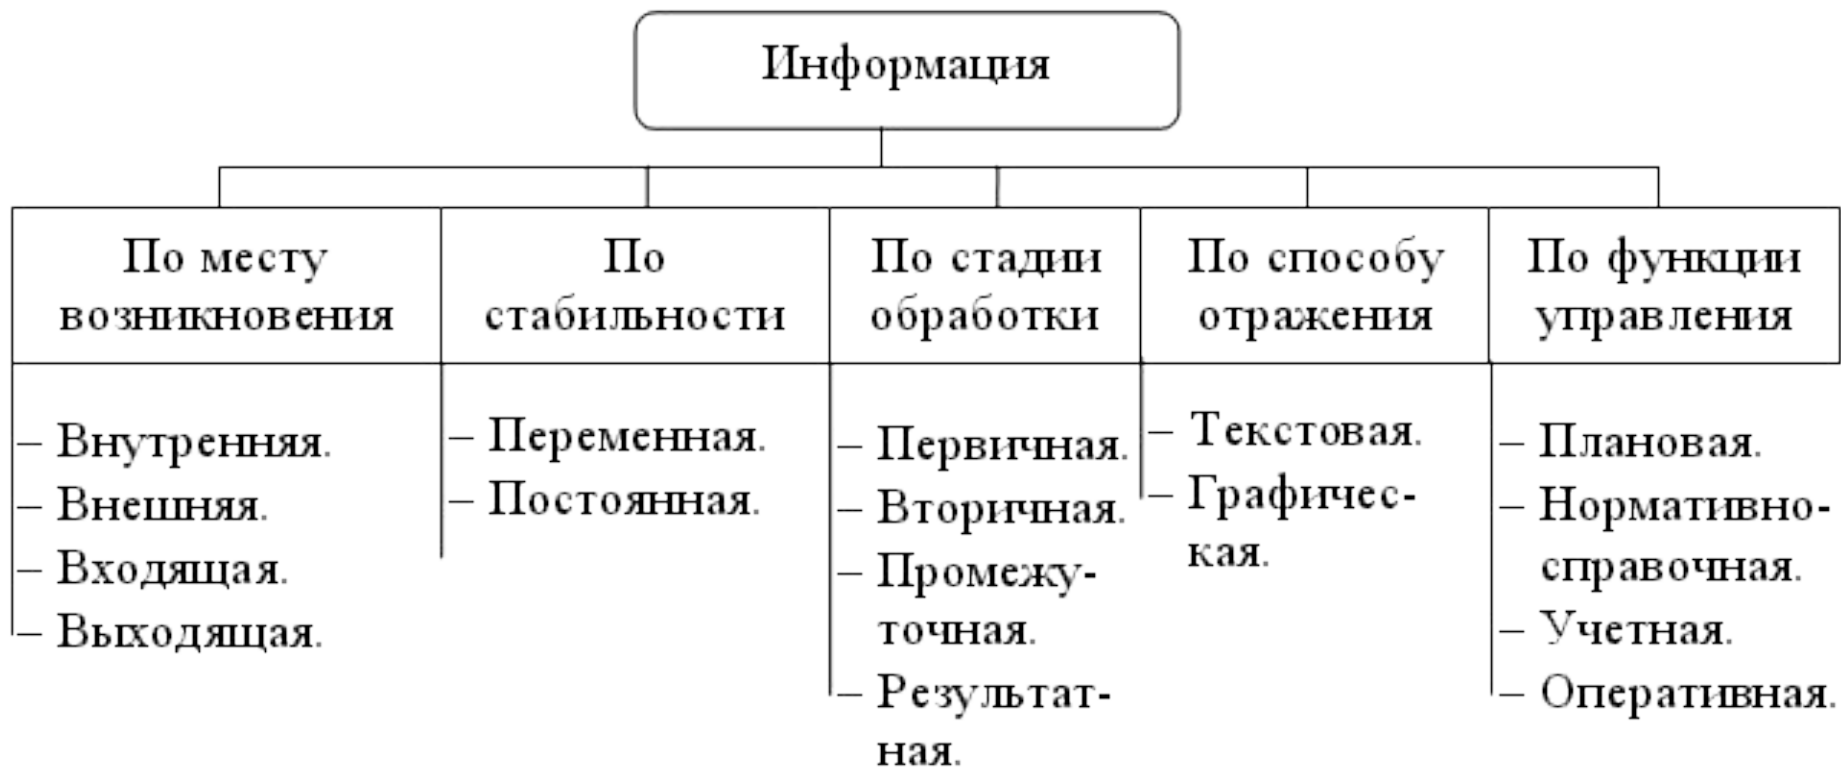 Информация
По месту
возникновения
По
стабильности
По стадии
обработки
По способу
отражения
По функции
управления
– Внутренняя.
– Внешняя.
– Входящая.
– Выходящая.
– Переменная.
– Постоянная.
– Первичная.
– Вторичная.
– Промежу-
точная.
– Результат-
ная.
– Текстовая.
– Графичес-
кая.
– Плановая.
– Нормативно-
справочная.
– Учетная.
– Оперативная.